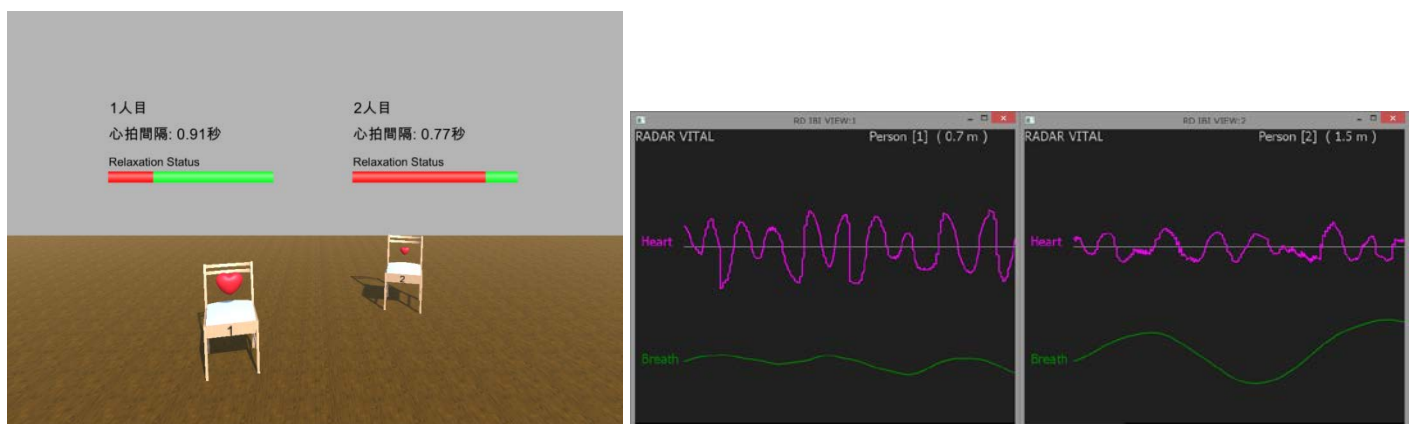 1人目
心拍間隔: 0.91秒
Relaxation Status
2人目
心拍間隔: 0.77秒
Relaxation Status
1
2
RD IBI VIEW:1
RADAR VITAL
Person [1] ( 0.7 m )
Heart
Breath
RD IBI VIEW:2
RADAR VITAL
Person [2] ( 1.5 m )
Heart
Breath